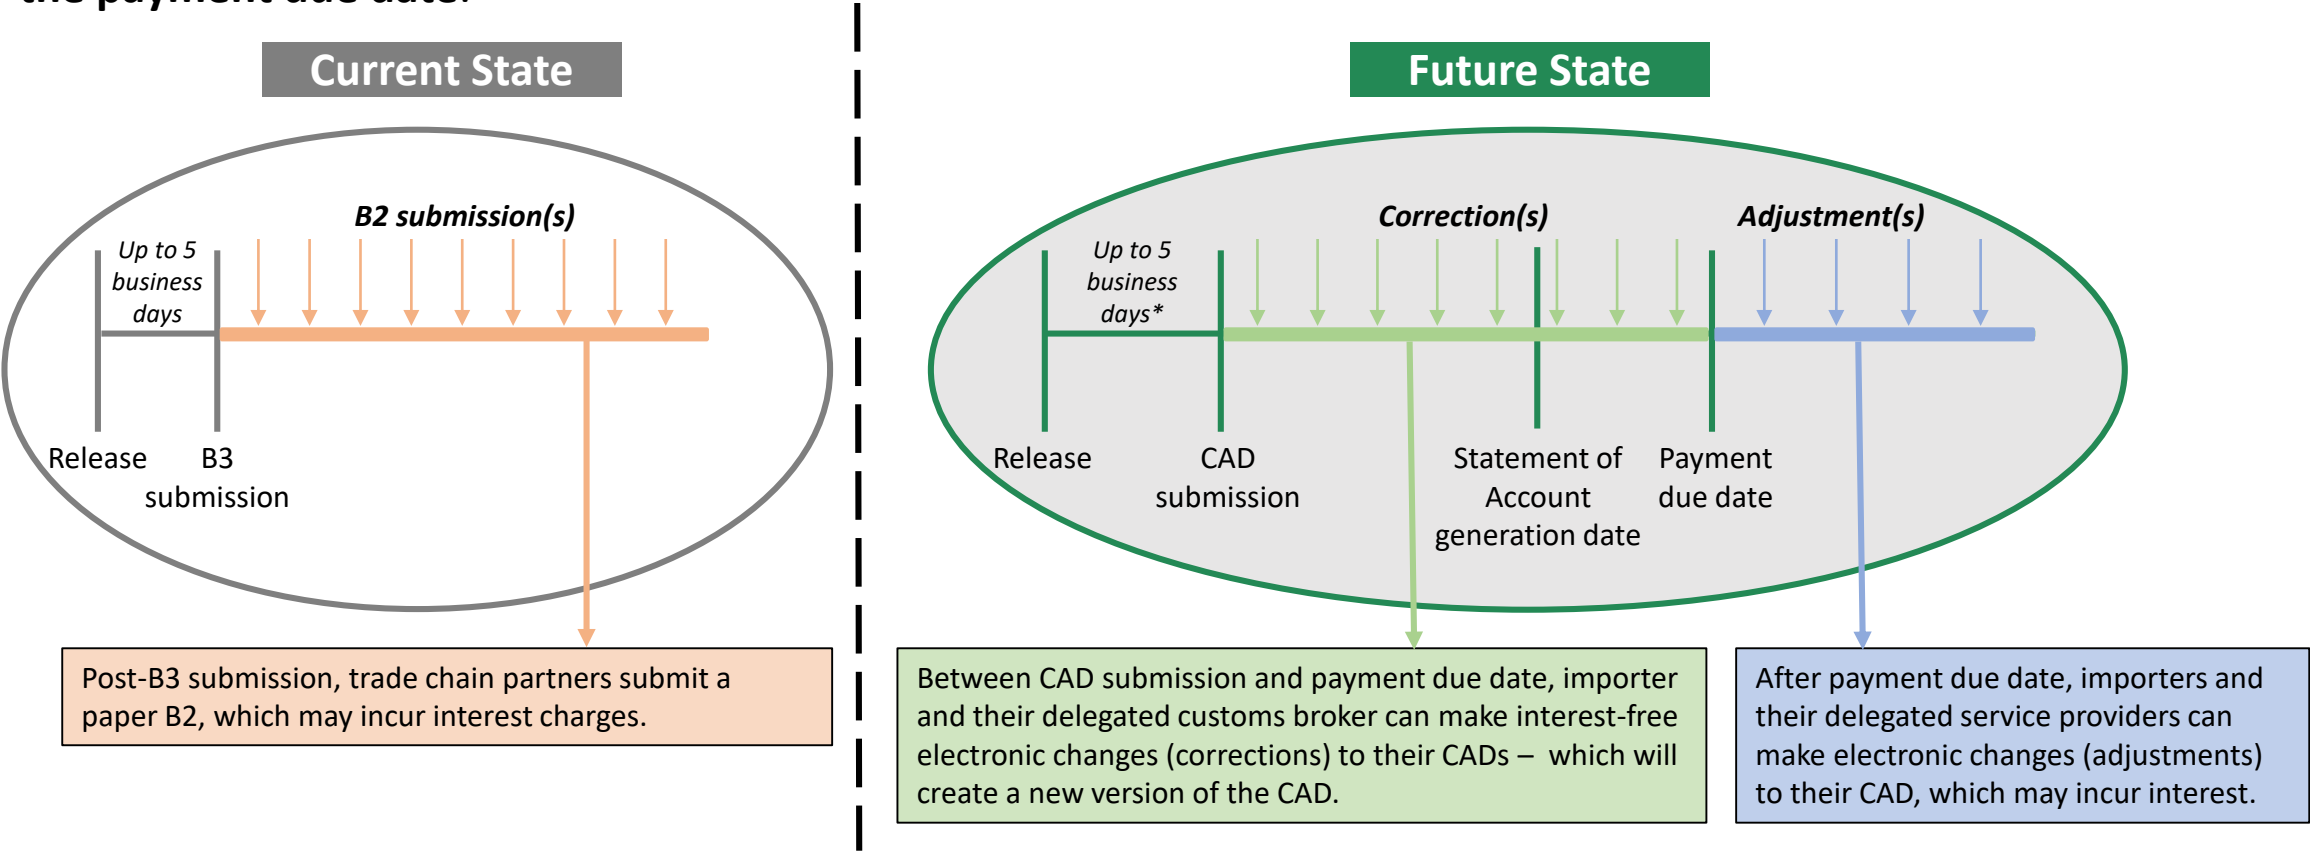 the payment due date.
Current State
B2 submission(s)
Up to 5
business
days
Release
B3
submission
Post-B3 submission, trade chain partners submit a
paper B2, which may incur interest charges.
Future State
Correction(s)
Adjustment(s)
Up to 5
business
days*
Release
CAD
submission
Statement of
Account
generation date
Payment
due date
Between CAD submission and payment due date, importer
and their delegated customs broker can make interest-free
electronic changes (corrections) to their CADs – which will
create a new version of the CAD.
After payment due date, importers and
their delegated service providers can
make electronic changes (adjustments)
to their CAD, which may incur interest.